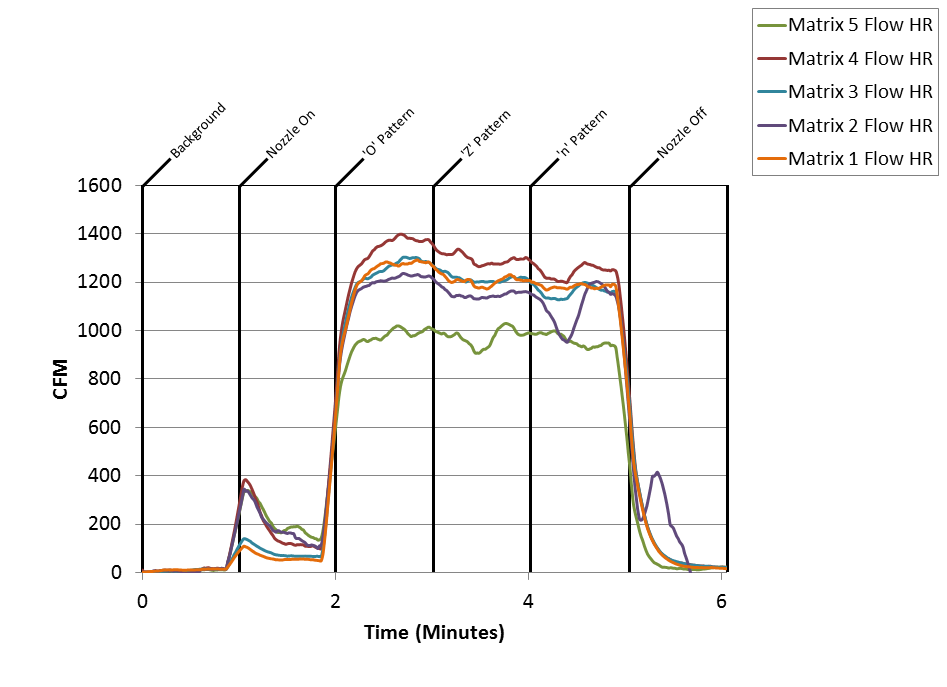 Matrix 5 Flow HR
Matrix 4 Flow HR
Matrix 3 Flow HR
Matrix 2 Flow HR
Matrix 1 Flow HR
Background
Nozzle On
'O' Pattern
'Z' Pattern
'n' Pattern
Nozzle Off
1600
1400
1200
1000
800
600
400
200
0
CFM
0 2 4 6
Time (Minutes)